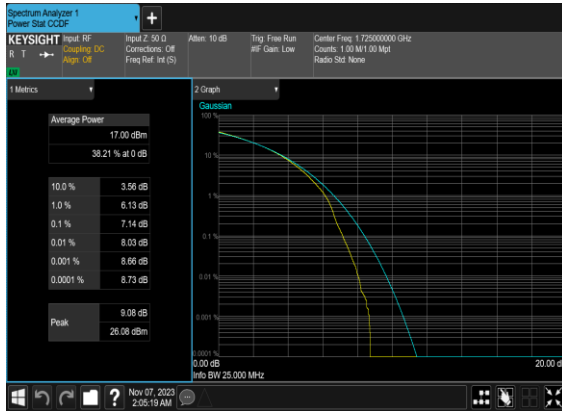 Spectrum Analyzer 1
Power Stat CCDF
+
KEYSIGHT
R T
LXI
Input: RF
Coupling: DC
Align: Off
Input Z: 50 Ω
Corrections: Off
Freq Ref: Int (S)
Atten: 10 dB
Trig: Free Run
#IF Gain: Low
Center Freq: 1.725000000 GHz
Counts: 1.00 M/1.00 Mpt
Radio Std: None
1 Metrics
Average Power
17.00 dBm
38.21 % at 0 dB
10.0 % 3.56 dB
1.0 % 6.13 dB
0.1 % 7.14 dB
0.01 % 8.03 dB
0.001 % 8.66 dB
0.0001 % 8.73 dB
Peak
9.08 dB
26.08 dBm
2 Graph
Gaussian
100 %
10 %
1 %
0.1 %
0.01 %
0.001 %
0.0001 %
0.00 dB 20.00 d
Info BW 25.000 MHz
?
Nov 07, 2023
2:05:19 AM